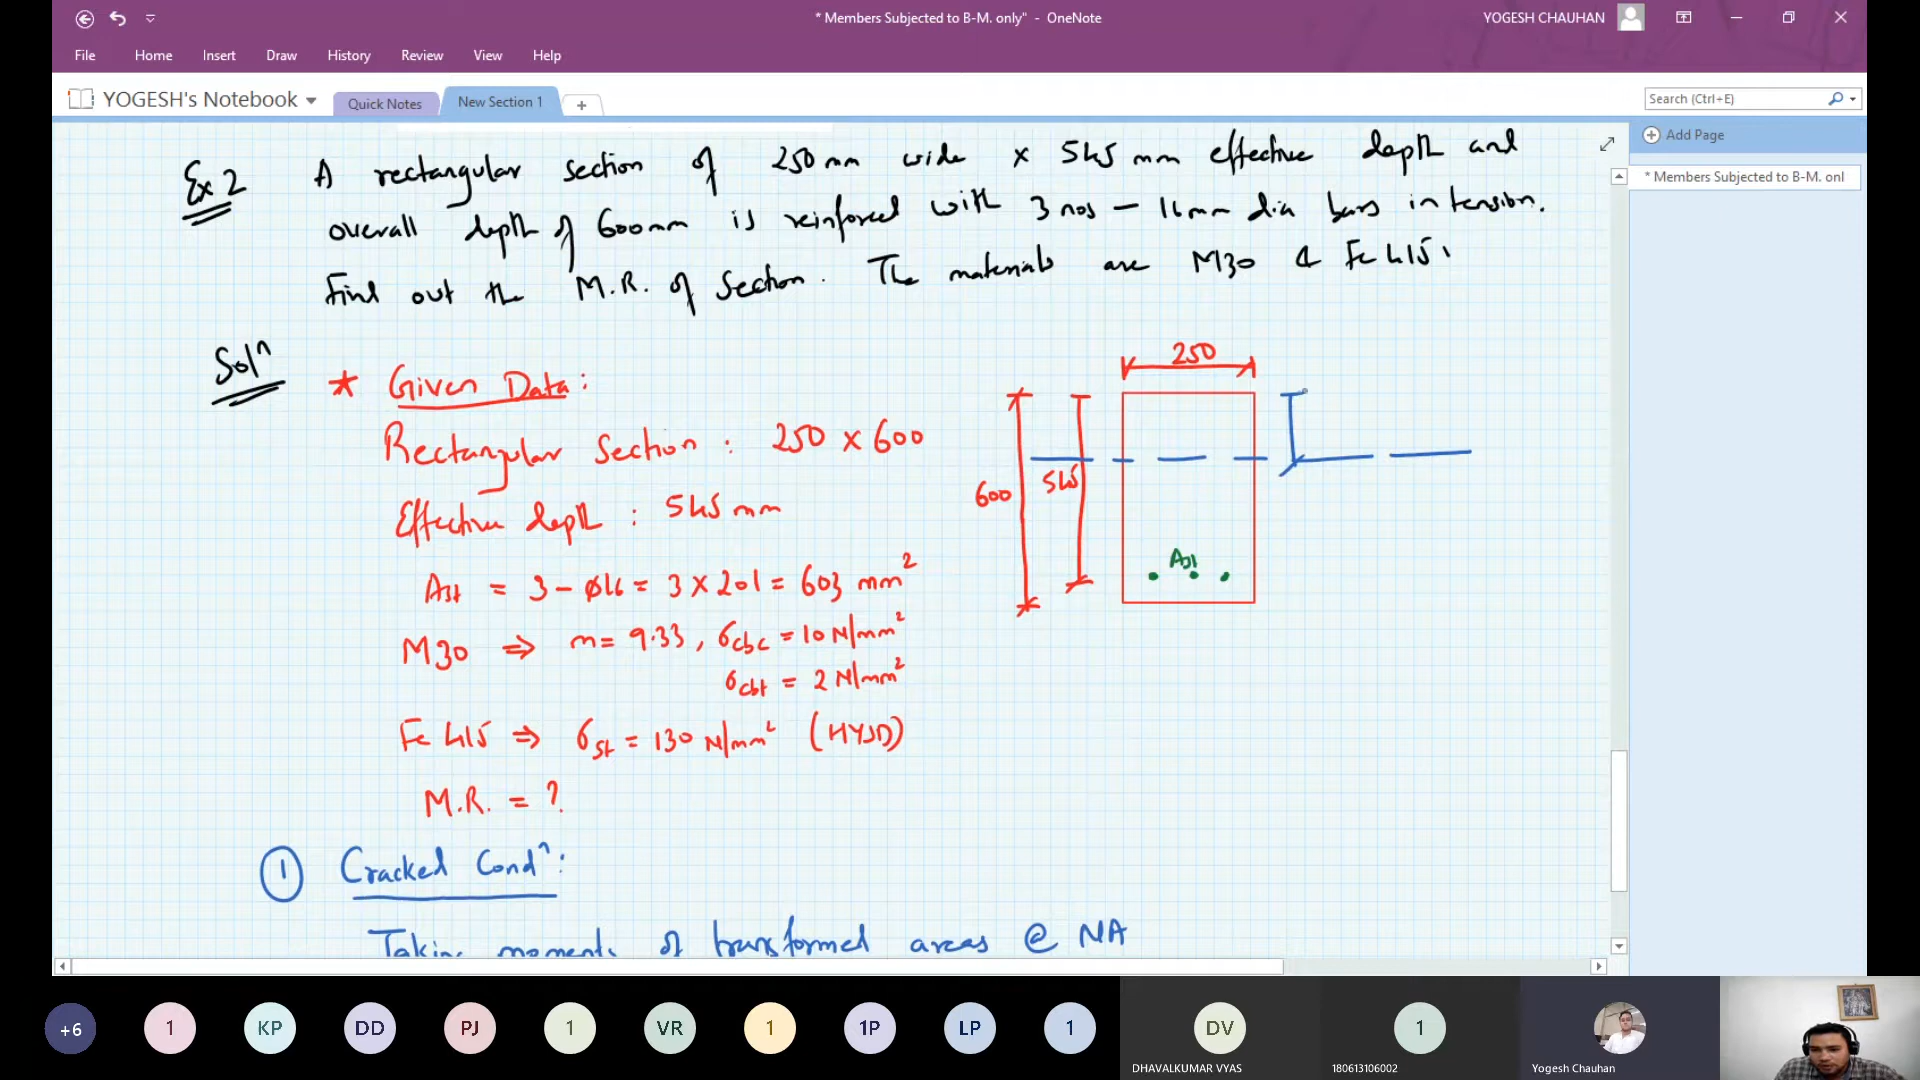 * Members Subjected to B-M. only" - OneNote
YOGESH CHAUHAN
File Home Insert Draw History Review View Help
YOGESH's Notebook
Quick Notes
New Section 1
Search (Ctrl+E)
Add Page
* Members Subjected to B-M. onl
Ex 2 A rectangular section of 250 mm wide x 545 mm effective depth and
overall depth of 600mm is reinforced with 3 nos - 16mm dia bars in tension.
Find out the M.R. of Section. The materials are M30 & Fe 415.
Solⁿ
* Given Data:
Rectangular Section : 250 x 600
Effective depth : 545 mm
Ast = 3 - ϕ16 = 3 x 201 = 603 mm²
M30 ⇒ m = 9.33, σcbc = 10 N/mm²
σcbt = 2 N/mm²
Fe 415 ⇒ σst = 130 N/mm² (HYSD)
M.R. = ?
250
600
545
Ast
1 Cracked Condⁿ:
Taking moments of transformed areas @ NA
+6 1 KP DD PJ 1 VR 1 1P LP 1 DV 1
DHAVALKUMAR VYAS
180613106002
Yogesh Chauhan